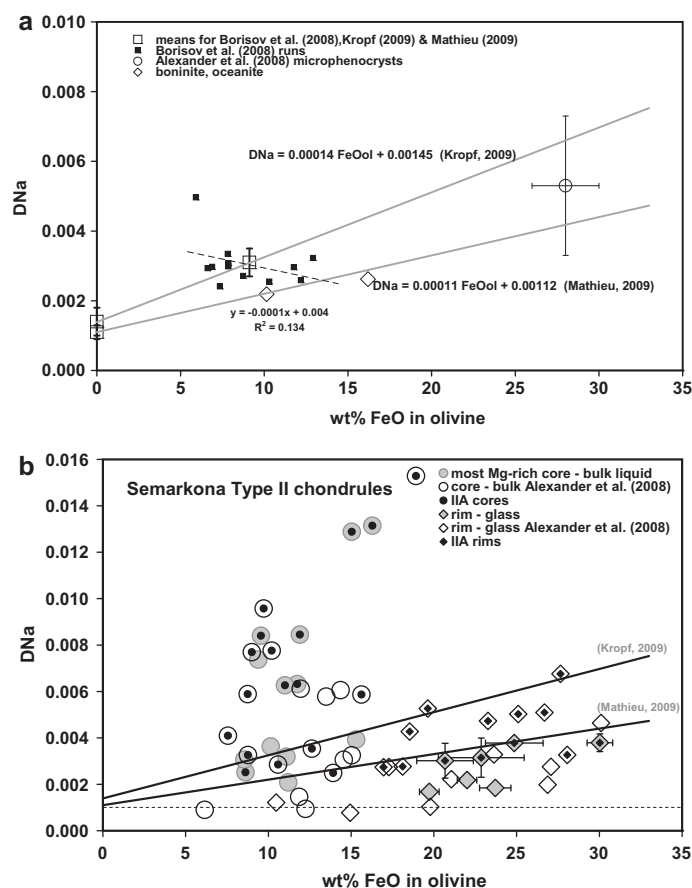 a
means for Borisov et al. (2008),Kropf (2009) & Mathieu (2009)
Borisov et al. (2008) runs
Alexander et al. (2008) microphenocrysts
boninite, oceanite
0.010
0.008
0.006
0.004
0.002
0.000
DNa
DNa = 0.00014 FeOol + 0.00145 (Kropf, 2009)
DNa = 0.00011 FeOol + 0.00112 (Mathieu, 2009)
y = -0.0001x + 0.004
R² = 0.134
0 5 10 15 20 25 30 35
wt% FeO in olivine
b
Semarkona Type II chondrules
most Mg-rich core - bulk liquid
core - bulk Alexander et al. (2008)
IIA cores
rim - glass
rim - glass Alexander et al. (2008)
IIA rims
0.016
0.014
0.012
0.010
0.008
0.006
0.004
0.002
0.000
DNa
(Kropf, 2009)
(Mathieu, 2009)
0 5 10 15 20 25 30 35
wt% FeO in olivine